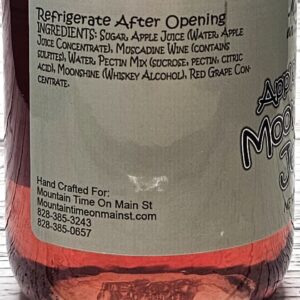 Refrigerate After Opening
INGREDIENTS: SUGAR, APPLE JUICE (WATER, APPLE
JUICE CONCENTRATE), MUSCADINE WINE (CONTAINS
SULFITES), WATER, PECTIN MIX (SUCROSE, PECTIN, CITRIC
ACID), MOONSHINE (WHISKEY ALCOHOL), RED GRAPE CON-
CENTRATE.
Hand Crafted For:
Mountain Time On Main St
Mountaintimeonmainst.com
828-385-3243
828-385-0657